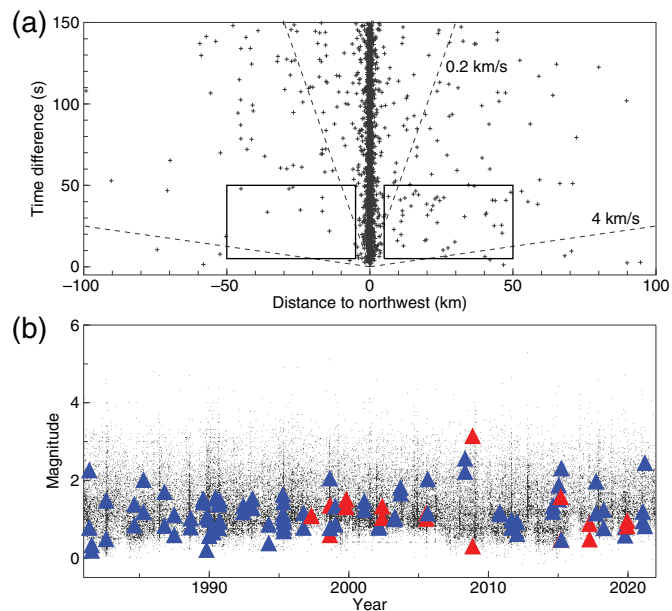 (a)
150
100
50
0
Time difference (s)
0.2 km/s
4 km/s
−100
−50
0
50
100
Distance to northwest (km)
(b)
6
4
2
0
Magnitude
1990
2000
2010
2020
Year